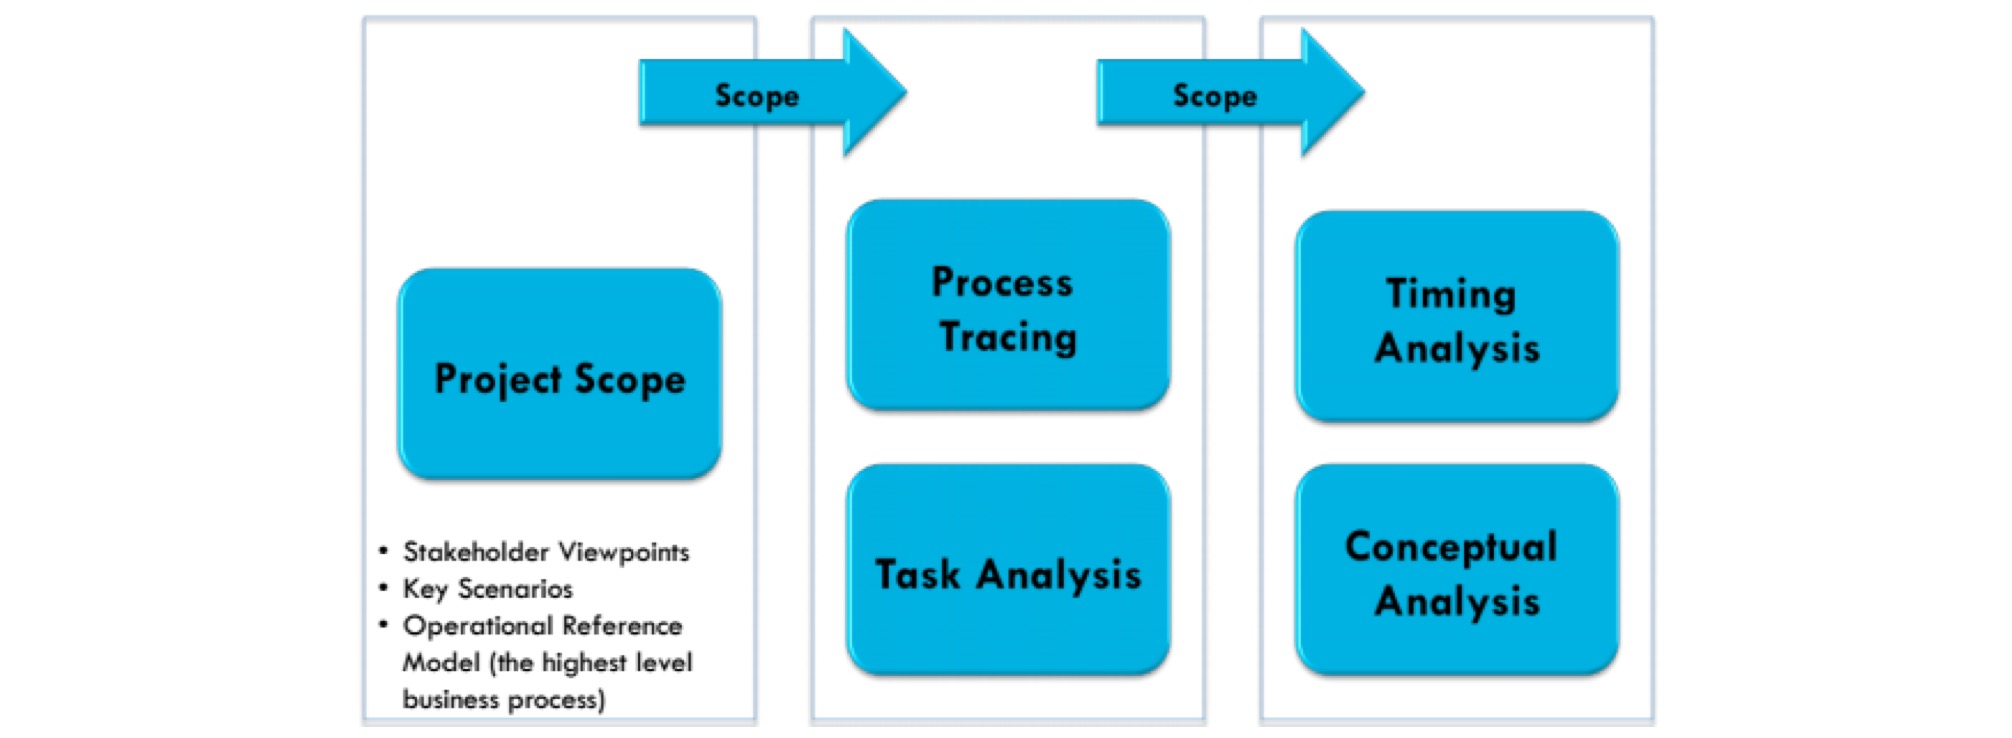 Scope
Scope
Project Scope
• Stakeholder Viewpoints
• Key Scenarios
• Operational Reference
Model (the highest level
business process)
Process
Tracing
Task Analysis
Timing
Analysis
Conceptual
Analysis